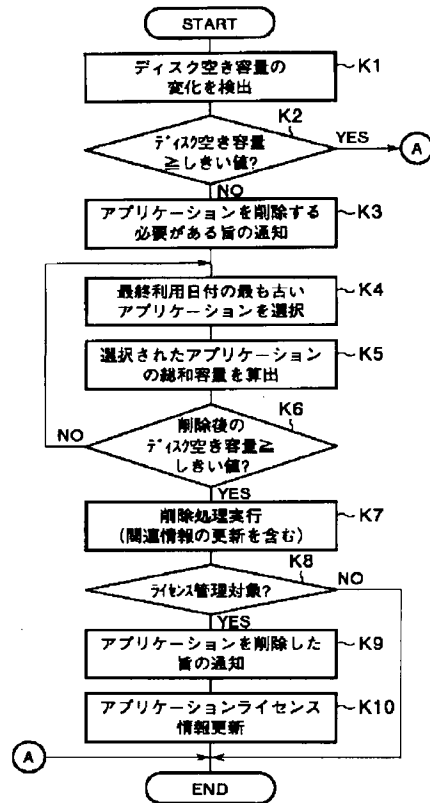 START
ディスク空き容量の
変化を検出
K1
K2
ディスク空き容量
≧しきい値?
YES
A
NO
アプリケーションを削除する
必要がある旨の通知
K3
最終利用日付の最も古い
アプリケーションを選択
K4
選択されたアプリケーション
の総和容量を算出
K5
K6
削除後の
ディスク空き容量≧
しきい値?
NO
YES
削除処理実行
(関連情報の更新を含む)
K7
K8
ライセンス管理対象?
NO
YES
アプリケーションを削除した
旨の通知
K9
アプリケーションライセンス
情報更新
K10
A
END